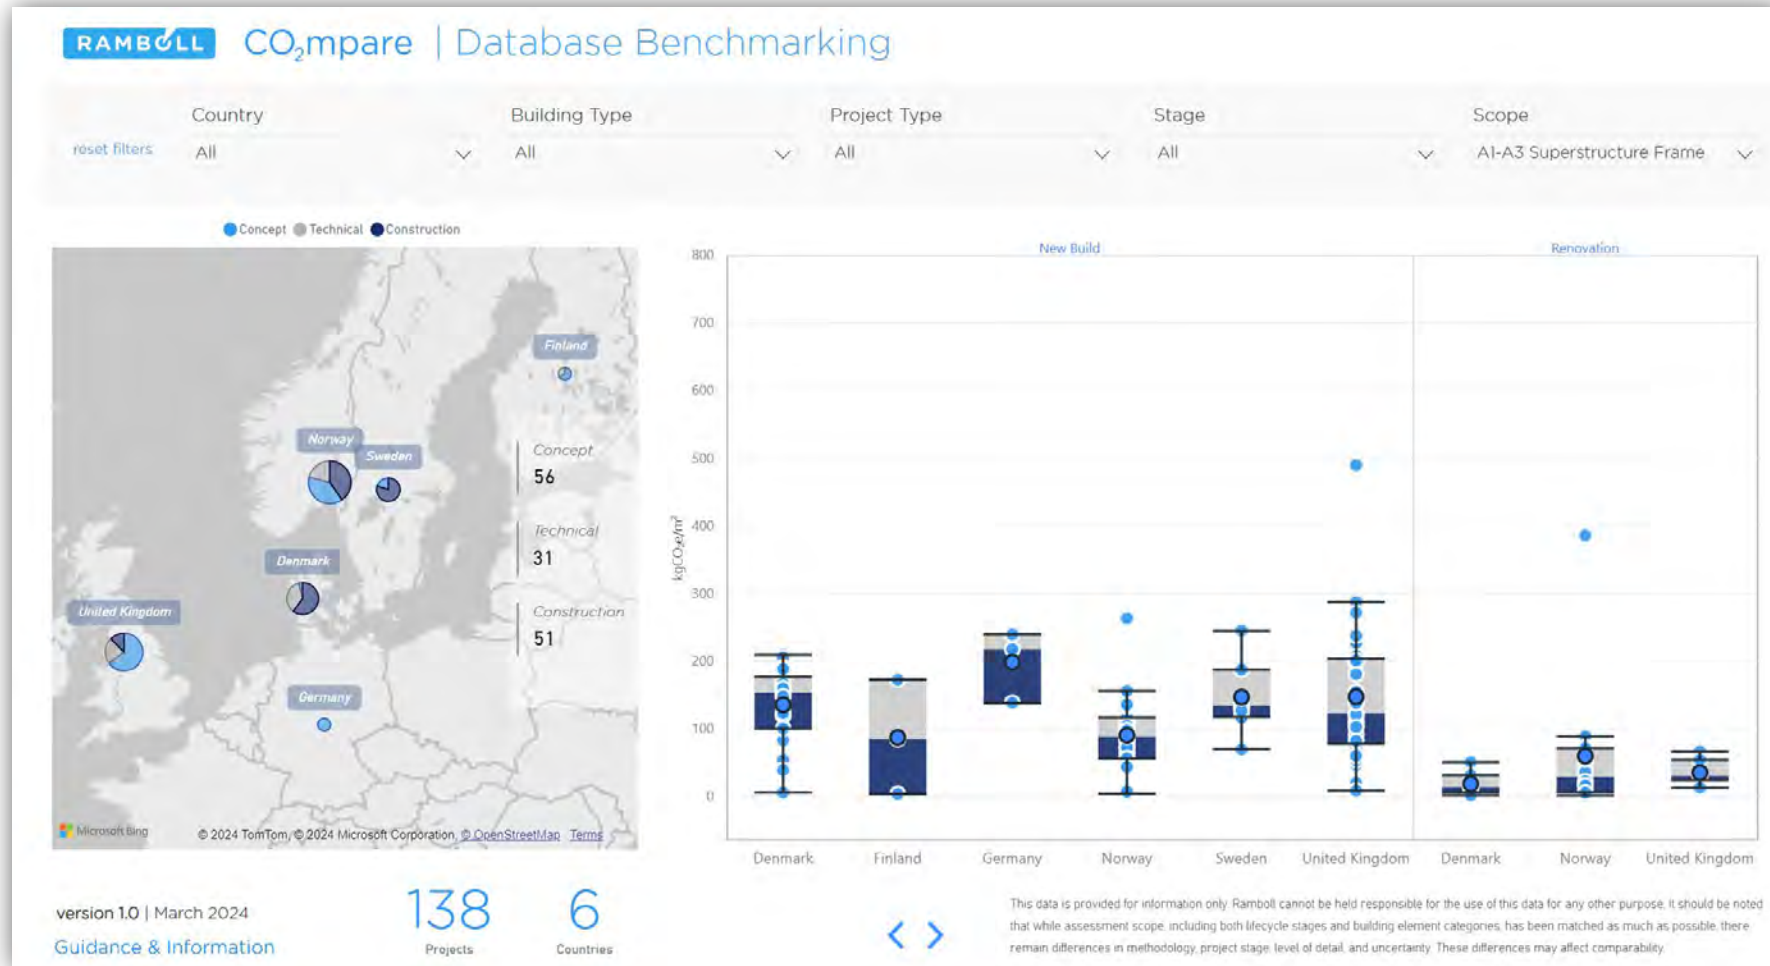 RAMBOLL CO₂mpare | Database Benchmarking
Country Building Type Project Type Stage Scope
reset filters All All All All A1-A3 Superstructure Frame
Concept Technical Construction
Finland
Norway
Sweden
Denmark
United Kingdom
Germany
Concept
56
Technical
31
Construction
51
Microsoft Bing
© 2024 TomTom, © 2024 Microsoft Corporation, © OpenStreetMap Terms
New Build Renovation
kgCO₂e/m²
800
700
600
500
400
300
200
100
0
Denmark Finland Germany Norway Sweden United Kingdom Denmark Norway United Kingdom
version 1.0 | March 2024
Guidance & Information
138
Projects
6
Countries
This data is provided for information only. Ramboll cannot be held responsible for the use of this data for any other purpose. It should be noted
that while assessment scope, including both lifecycle stages and building element categories, has been matched as much as possible, there
remain differences in methodology, project stage, level of detail, and uncertainty. These differences may affect comparability.